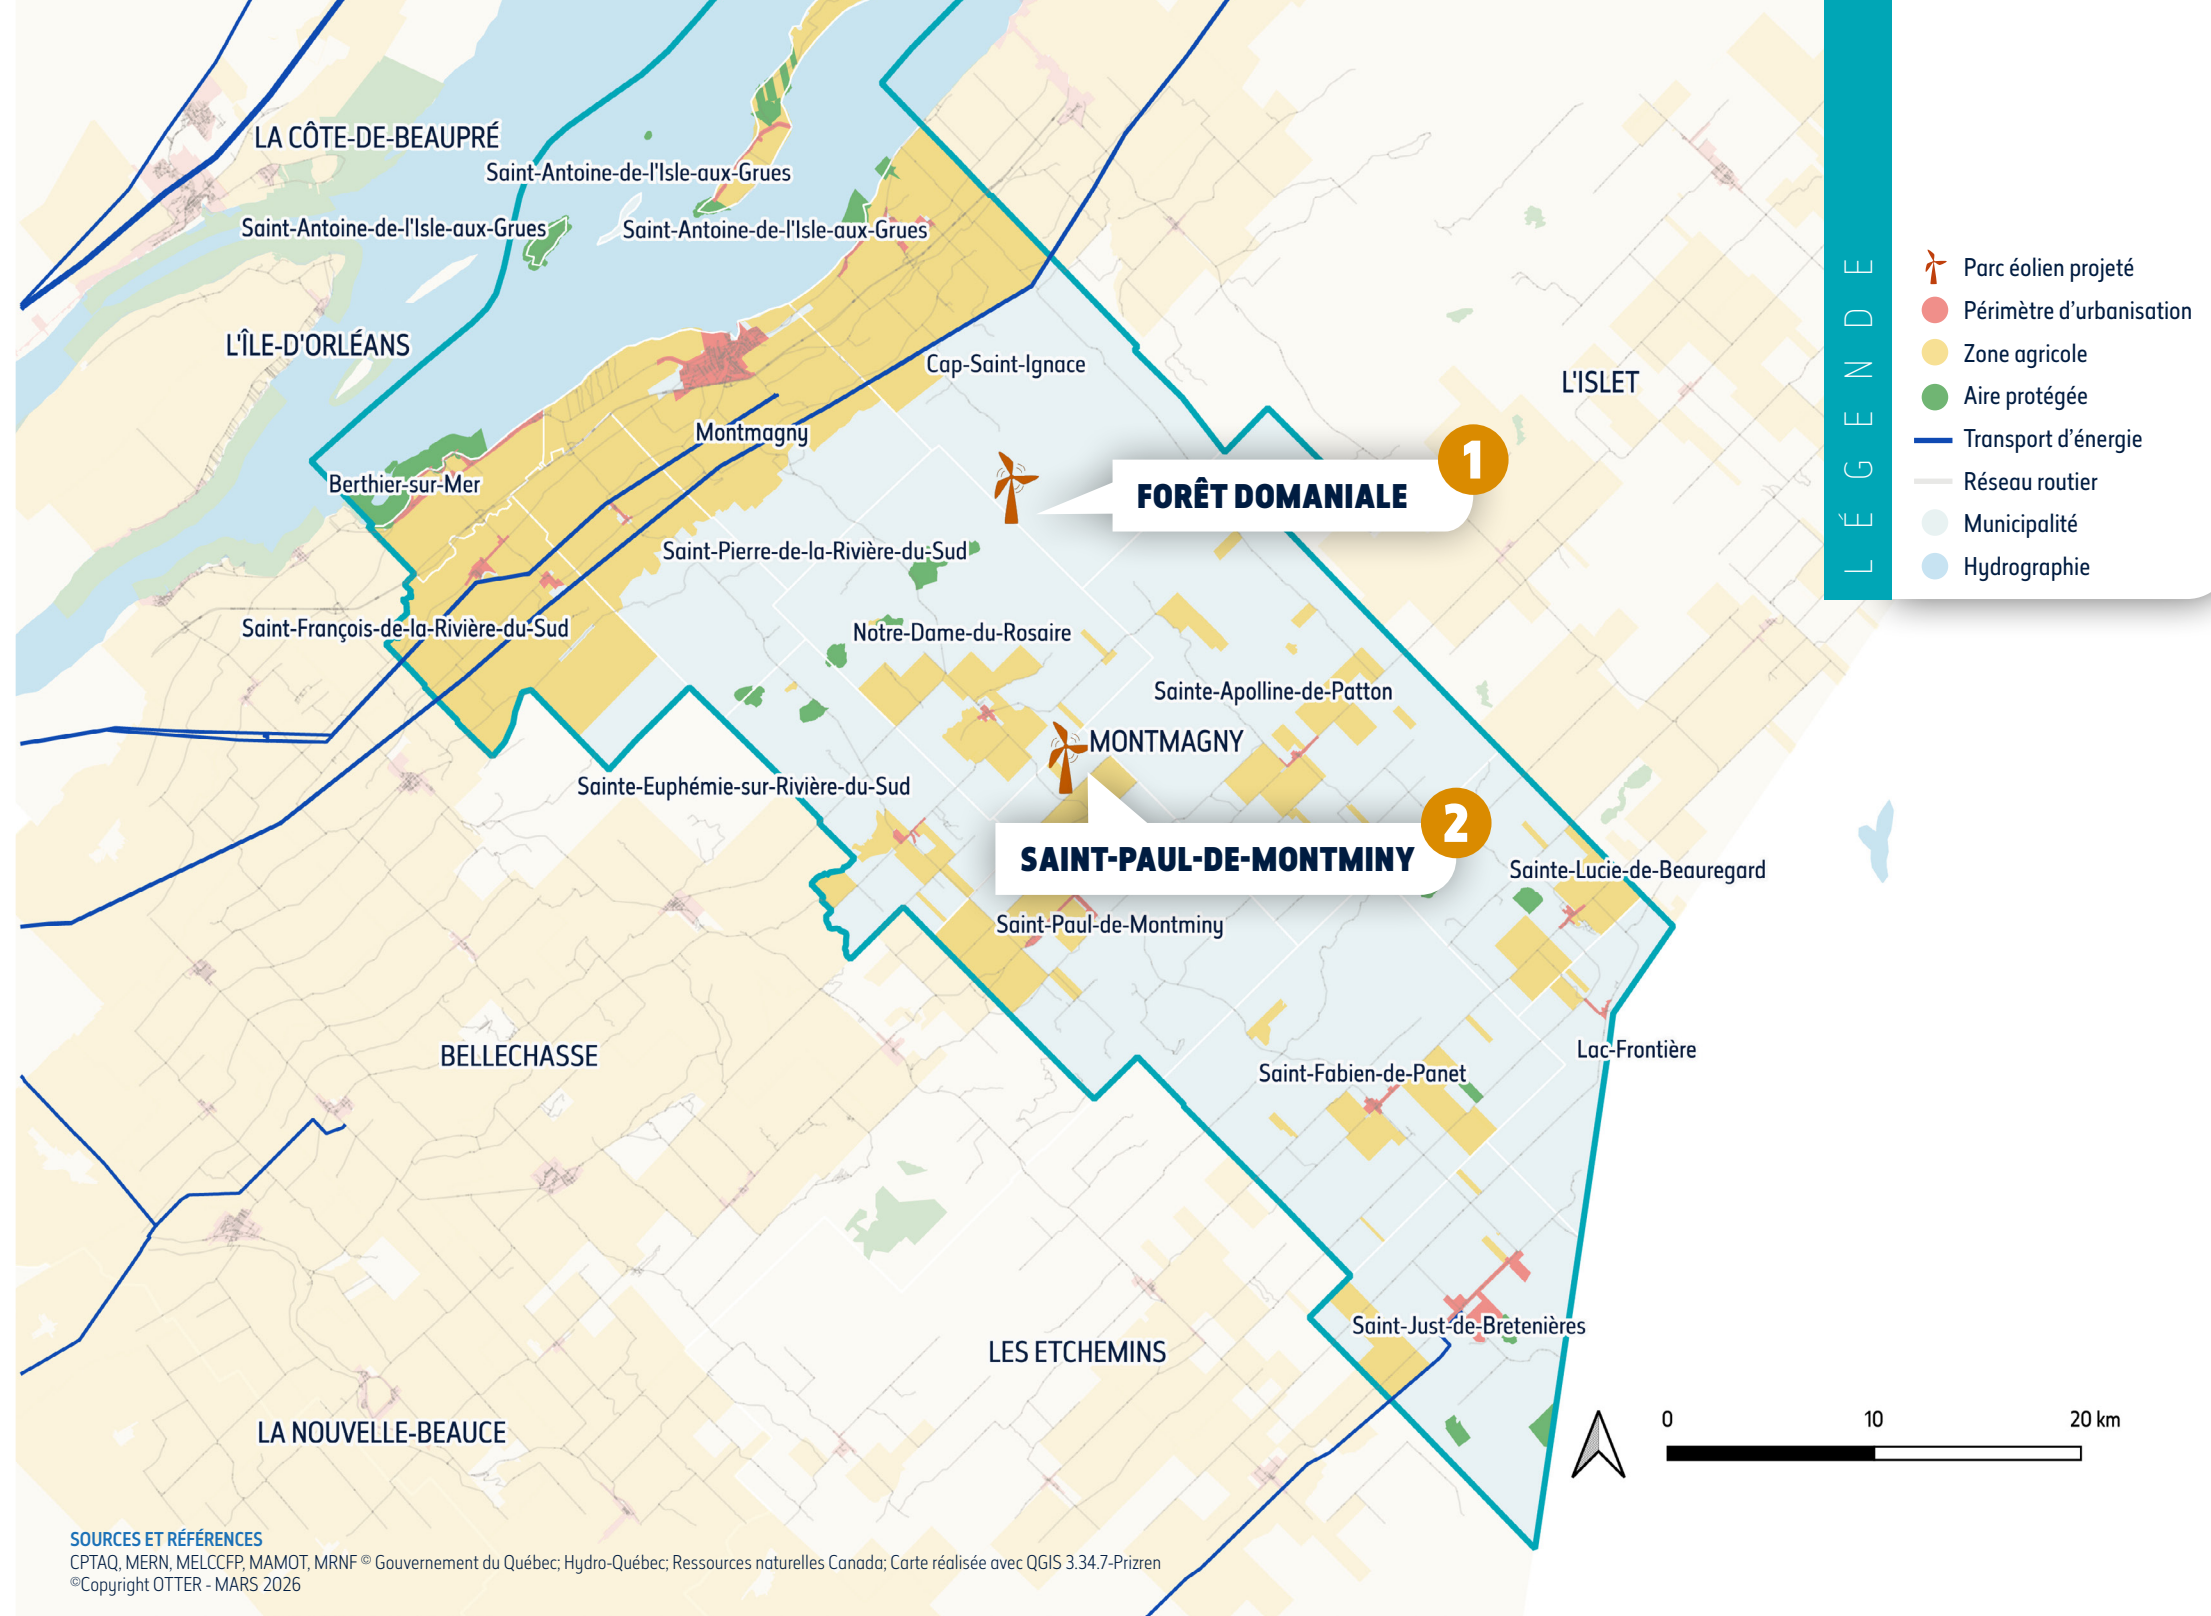 LA CÔTE-DE-BEAUPRÉ
Saint-Antoine-de-l'Isle-aux-Grues
Saint-Antoine-de-l'Isle-aux-Grues
Saint-Antoine-de-l'Isle-aux-Grues
L'ÎLE-D'ORLÉANS
Cap-Saint-Ignace
L'ISLET
Montmagny
Berthier-sur-Mer
1
FORÊT DOMANIALE
Saint-Pierre-de-la-Rivière-du-Sud
Saint-François-de-la-Rivière-du-Sud
Notre-Dame-du-Rosaire
Sainte-Apolline-de-Patton
MONTMAGNY
Sainte-Euphémie-sur-Rivière-du-Sud
2
SAINT-PAUL-DE-MONTMINY
Sainte-Lucie-de-Beauregard
Saint-Paul-de-Montminy
Lac-Frontière
BELLECHASSE
Saint-Fabien-de-Panet
Saint-Just-de-Bretenières
LES ETCHEMINS
LA NOUVELLE-BEAUCE
LÉGENDE
Parc éolien projeté
Périmètre d'urbanisation
Zone agricole
Aire protégée
Transport d'énergie
Réseau routier
Municipalité
Hydrographie
0 10 20 km
SOURCES ET RÉFÉRENCES
CPTAQ, MERN, MELCCFP, MAMOT, MRNF © Gouvernement du Québec; Hydro-Québec; Ressources naturelles Canada; Carte réalisée avec QGIS 3.34.7-Prizren
©Copyright OTTER - MARS 2026